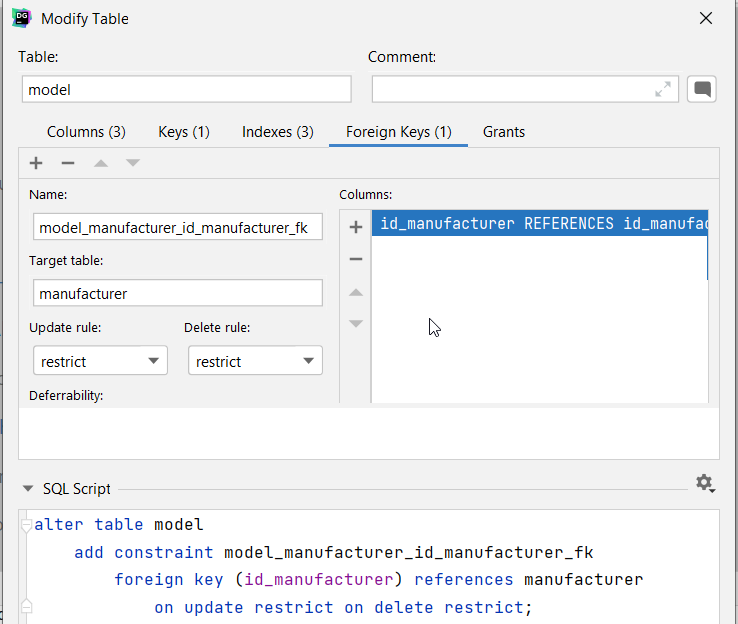 DG
Modify Table
Table: Comment:
model
Columns (3) Keys (1) Indexes (3) Foreign Keys (1) Grants
Name: Columns:
model_manufacturer_id_manufacturer_fk
id_manufacturer REFERENCES id_manufac
Target table:
manufacturer
Update rule: Delete rule:
restrict restrict
Deferrability:
SQL Script
alter table model
add constraint model_manufacturer_id_manufacturer_fk
foreign key (id_manufacturer) references manufacturer
on update restrict on delete restrict;